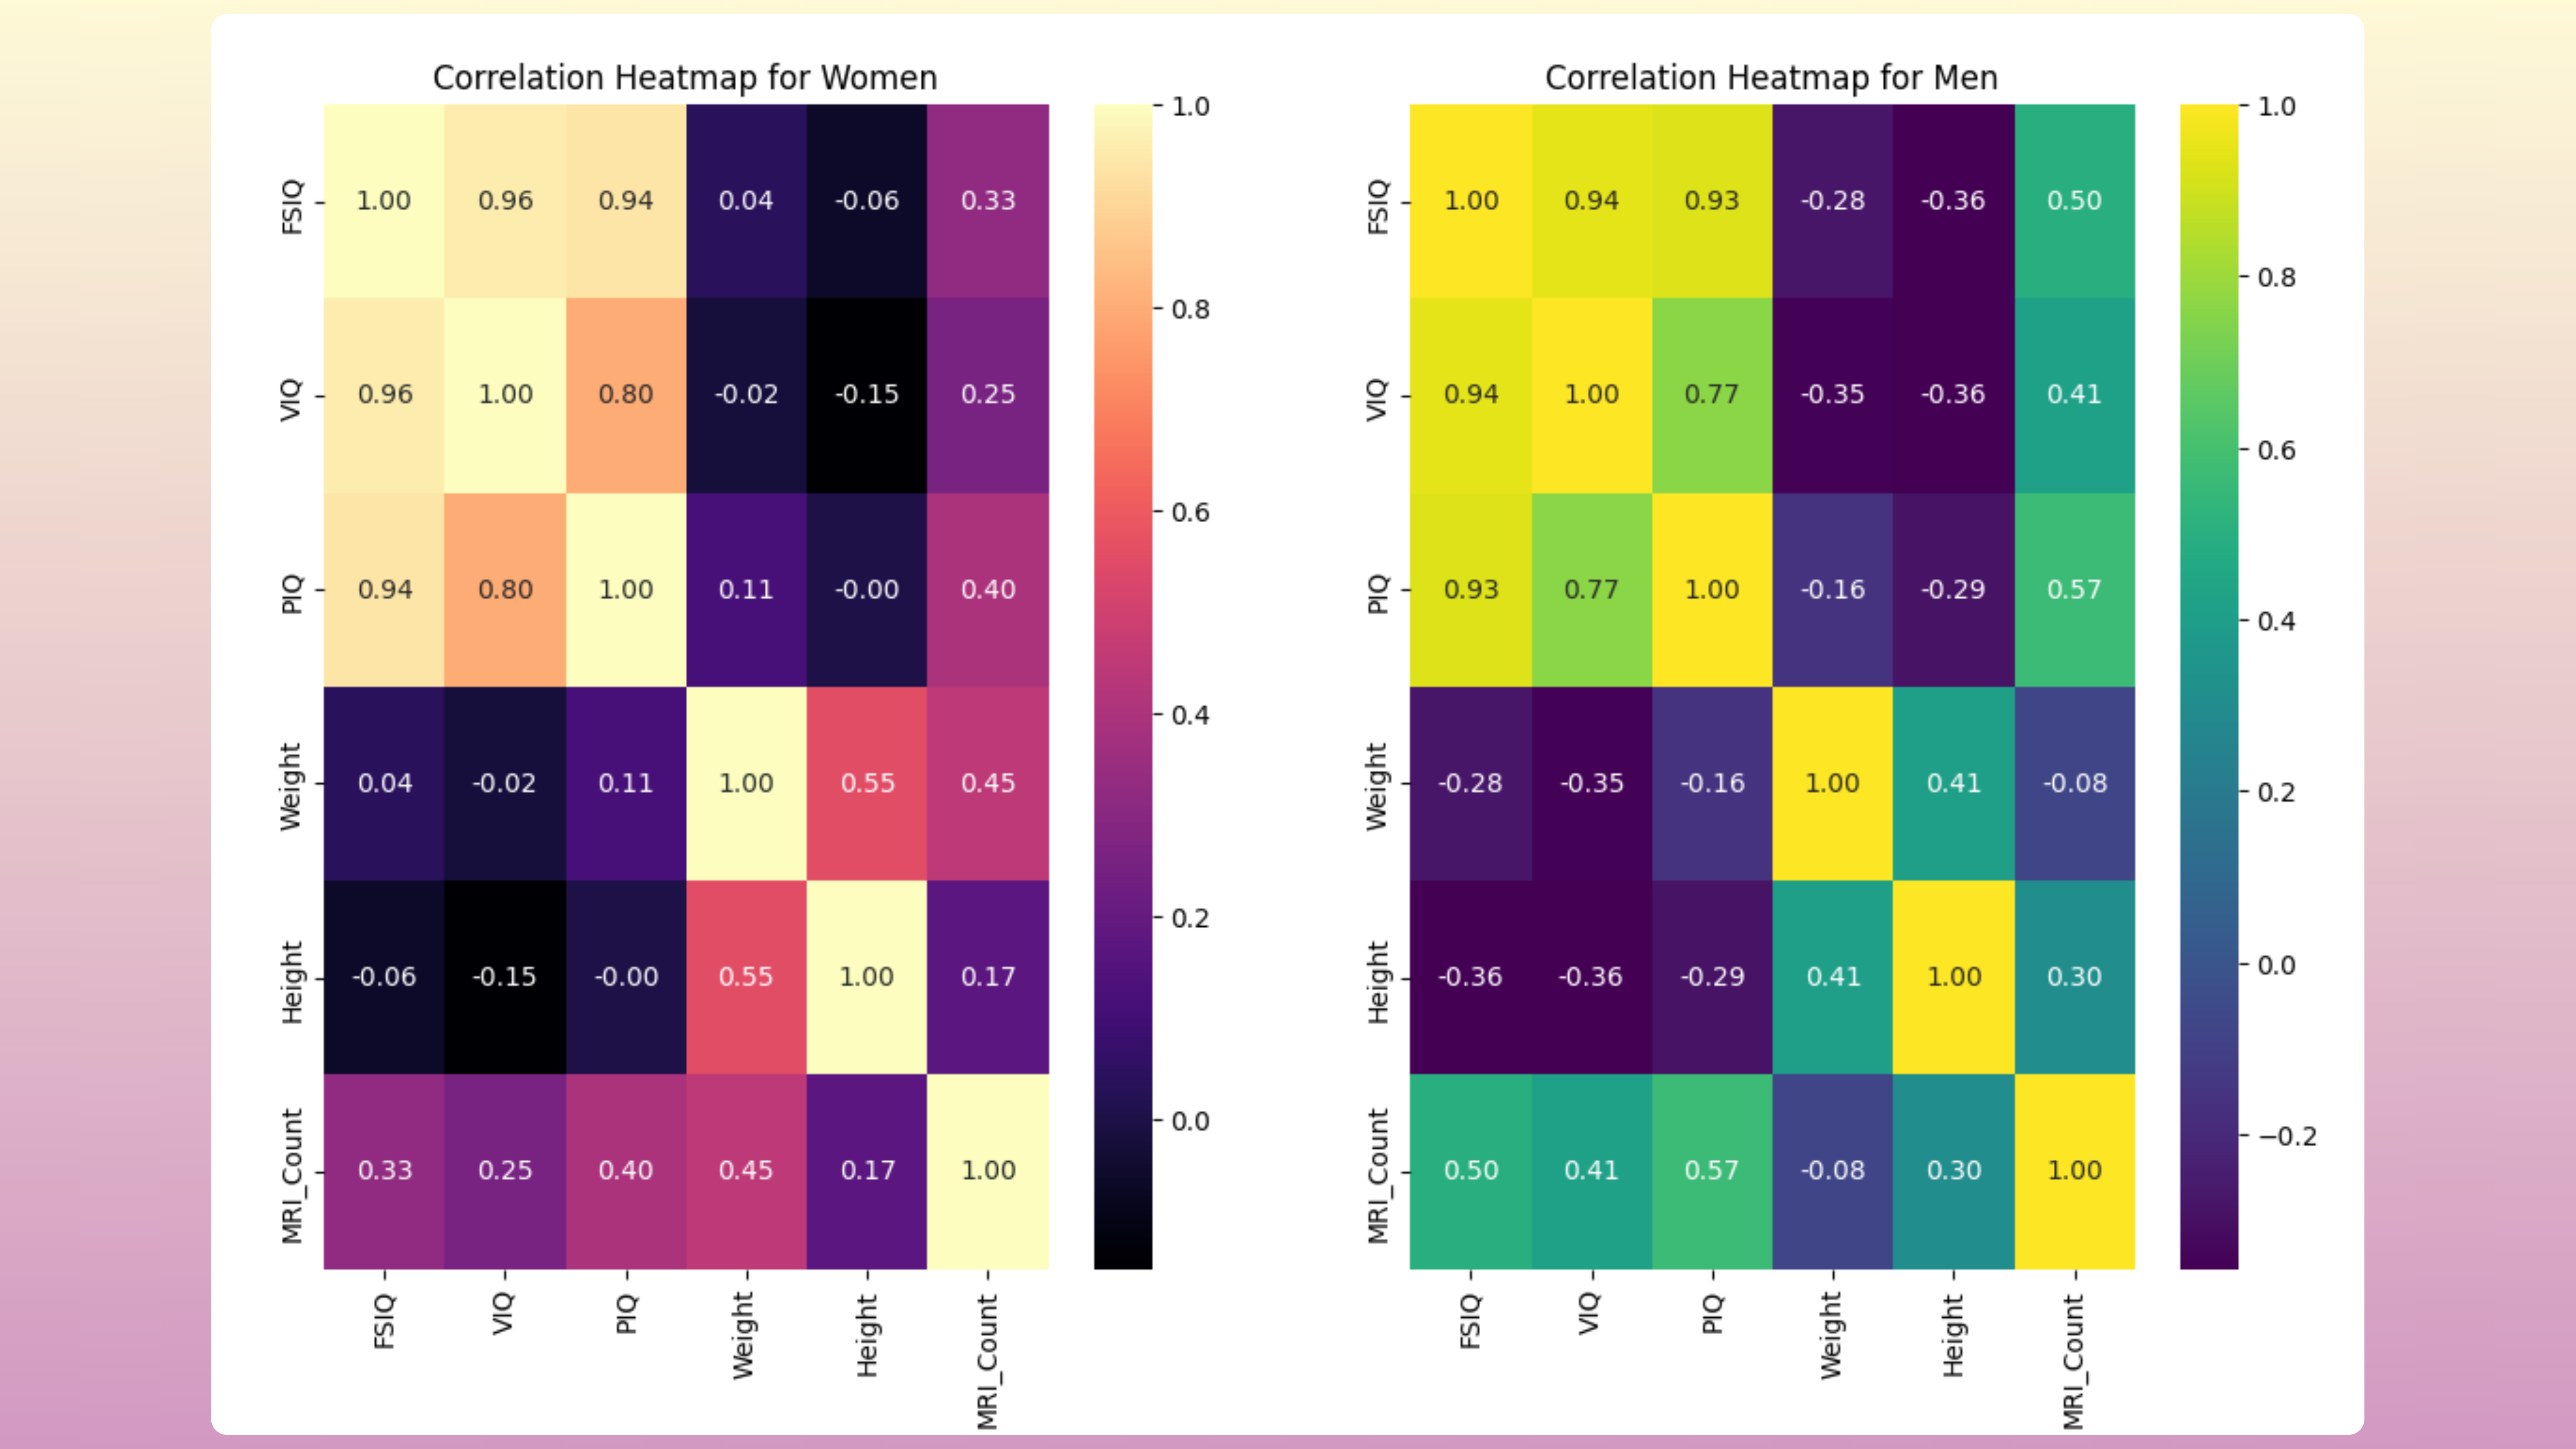 Correlation Heatmap for Women
FSIQ 1.00 0.96 0.94 0.04 -0.06 0.33
VIQ 0.96 1.00 0.80 -0.02 -0.15 0.25
PIQ 0.94 0.80 1.00 0.11 -0.00 0.40
Weight 0.04 -0.02 0.11 1.00 0.55 0.45
Height -0.06 -0.15 -0.00 0.55 1.00 0.17
MRI_Count 0.33 0.25 0.40 0.45 0.17 1.00
FSIQ VIQ PIQ Weight Height MRI_Count
1.0
0.8
0.6
0.4
0.2
0.0
Correlation Heatmap for Men
FSIQ 1.00 0.94 0.93 -0.28 -0.36 0.50
VIQ 0.94 1.00 0.77 -0.35 -0.36 0.41
PIQ 0.93 0.77 1.00 -0.16 -0.29 0.57
Weight -0.28 -0.35 -0.16 1.00 0.41 -0.08
Height -0.36 -0.36 -0.29 0.41 1.00 0.30
MRI_Count 0.50 0.41 0.57 -0.08 0.30 1.00
FSIQ VIQ PIQ Weight Height MRI_Count
1.0
0.8
0.6
0.4
0.2
0.0
−0.2